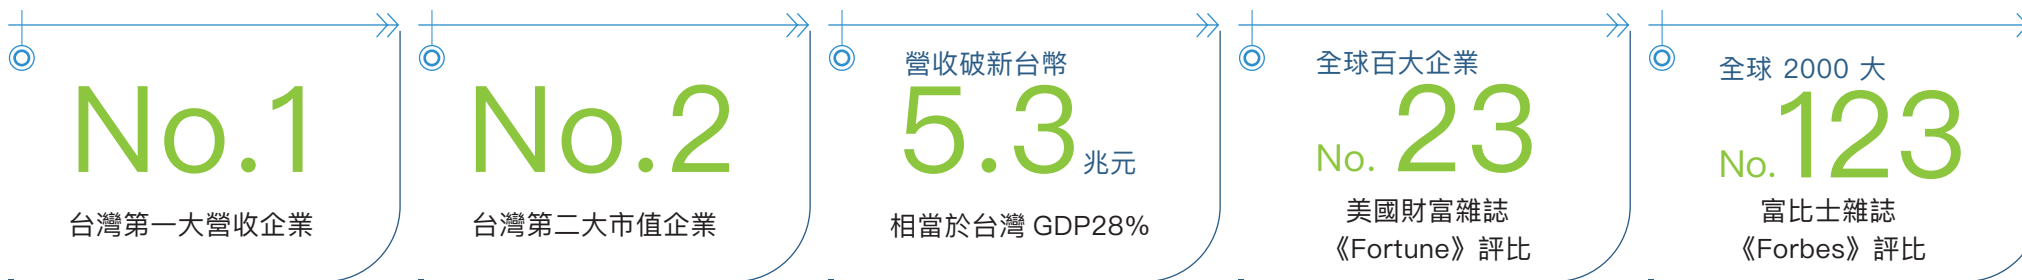 No.1
台灣第一大營收企業
No.2
台灣第二大市值企業
營收破新台幣
5.3 兆元
相當於台灣 GDP28%
全球百大企業
No. 23
美國財富雜誌
《Fortune》評比
全球 2000 大
No. 123
富比士雜誌
《Forbes》評比